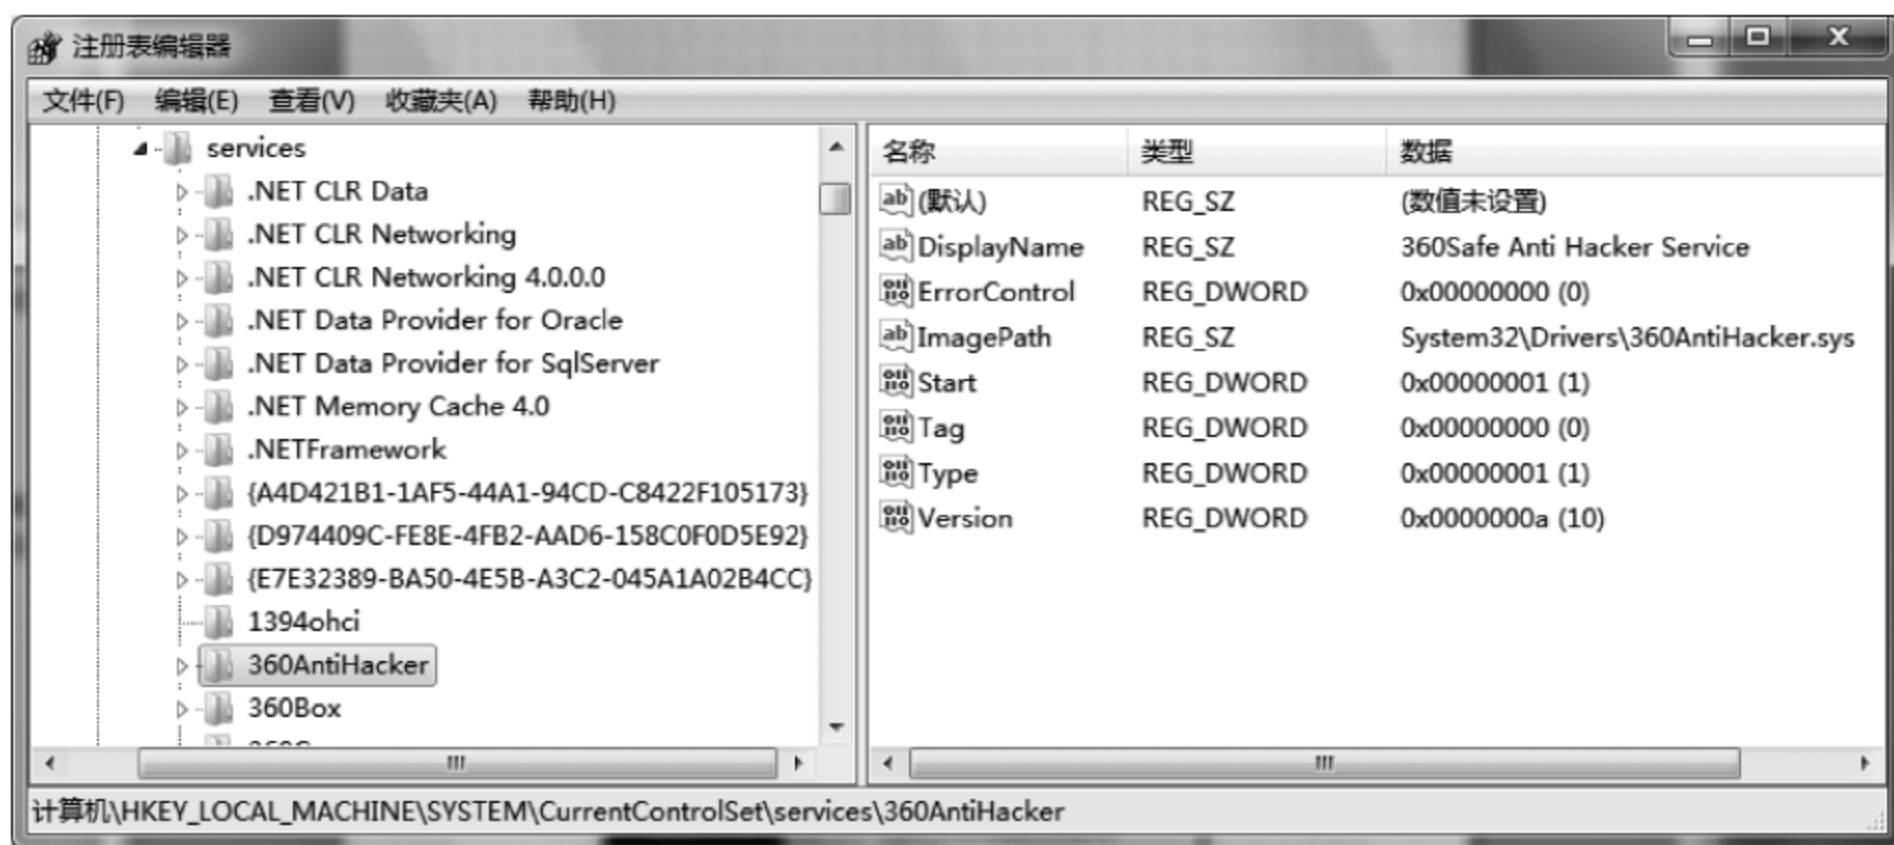 注册表编辑器
文件(F) 编辑(E) 查看(V) 收藏夹(A) 帮助(H)
services
.NET CLR Data
.NET CLR Networking
.NET CLR Networking 4.0.0.0
.NET Data Provider for Oracle
.NET Data Provider for SqlServer
.NET Memory Cache 4.0
.NETFramework
{A4D421B1-1AF5-44A1-94CD-C8422F105173}
{D974409C-FE8E-4FB2-AAD6-158C0F0D5E92}
{E7E32389-BA50-4E5B-A3C2-045A1A02B4CC}
1394ohci
360AntiHacker
360Box
名称 类型 数据
(默认) REG_SZ (数值未设置)
DisplayName REG_SZ 360Safe Anti Hacker Service
ErrorControl REG_DWORD 0x00000000 (0)
ImagePath REG_SZ System32\Drivers\360AntiHacker.sys
Start REG_DWORD 0x00000001 (1)
Tag REG_DWORD 0x00000000 (0)
Type REG_DWORD 0x00000001 (1)
Version REG_DWORD 0x0000000a (10)
计算机\HKEY_LOCAL_MACHINE\SYSTEM\CurrentControlSet\services\360AntiHacker